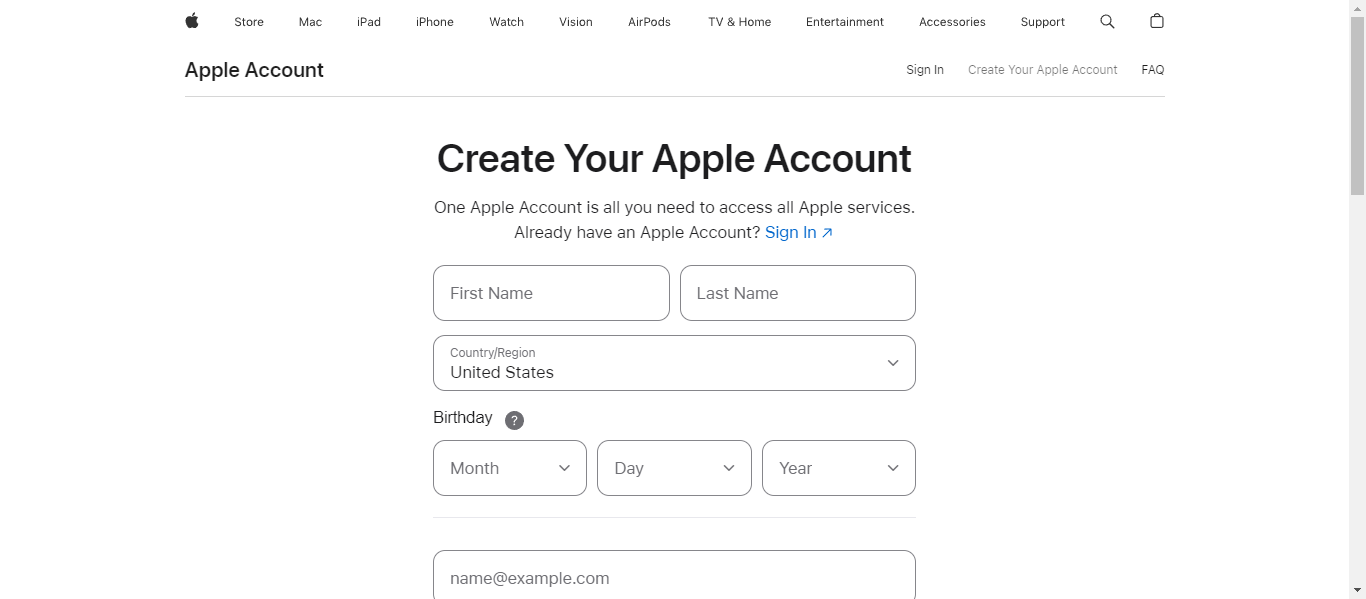 Store Mac iPad iPhone Watch Vision AirPods TV & Home Entertainment Accessories Support
Apple Account Sign In Create Your Apple Account FAQ
Create Your Apple Account
One Apple Account is all you need to access all Apple services.
Already have an Apple Account? Sign In ↗
First Name Last Name
Country/Region
United States
Birthday ?
Month Day Year
name@example.com